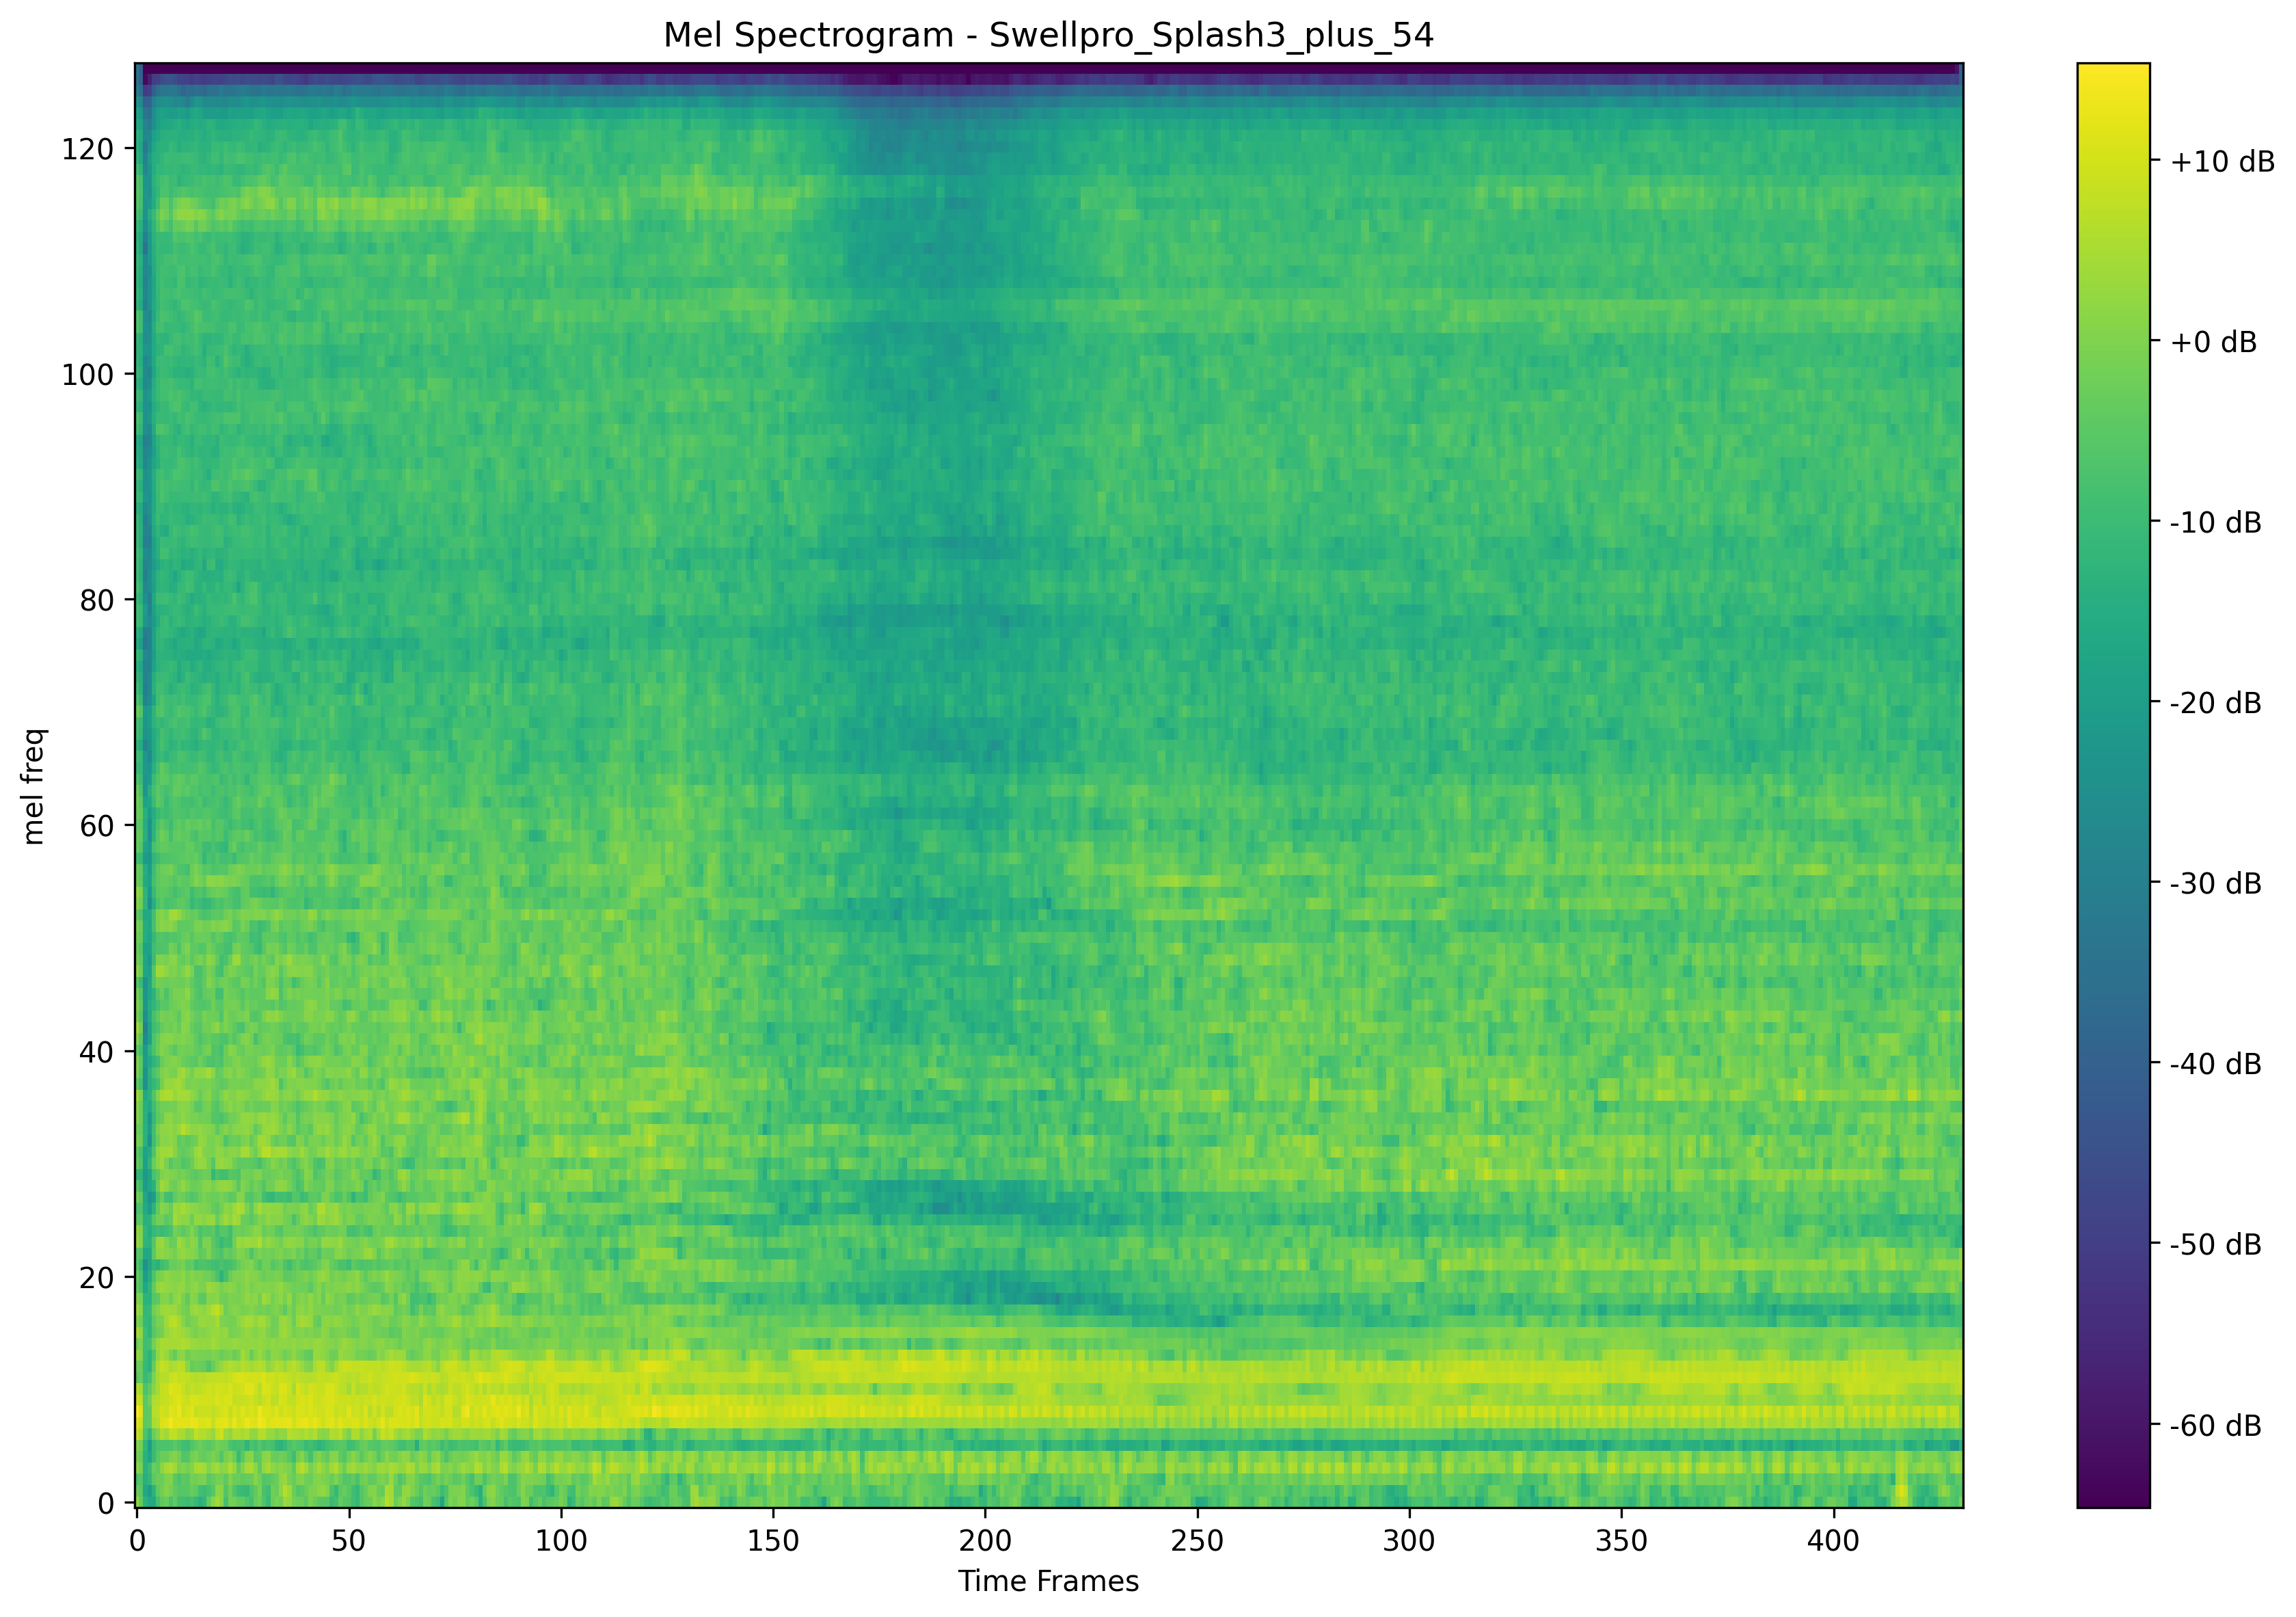 Mel Spectrogram - Swellpro_Splash3_plus_54
mel freq
120
100
80
60
40
20
0
0 50 100 150 200 250 300 350 400
Time Frames
+10 dB
+0 dB
-10 dB
-20 dB
-30 dB
-40 dB
-50 dB
-60 dB